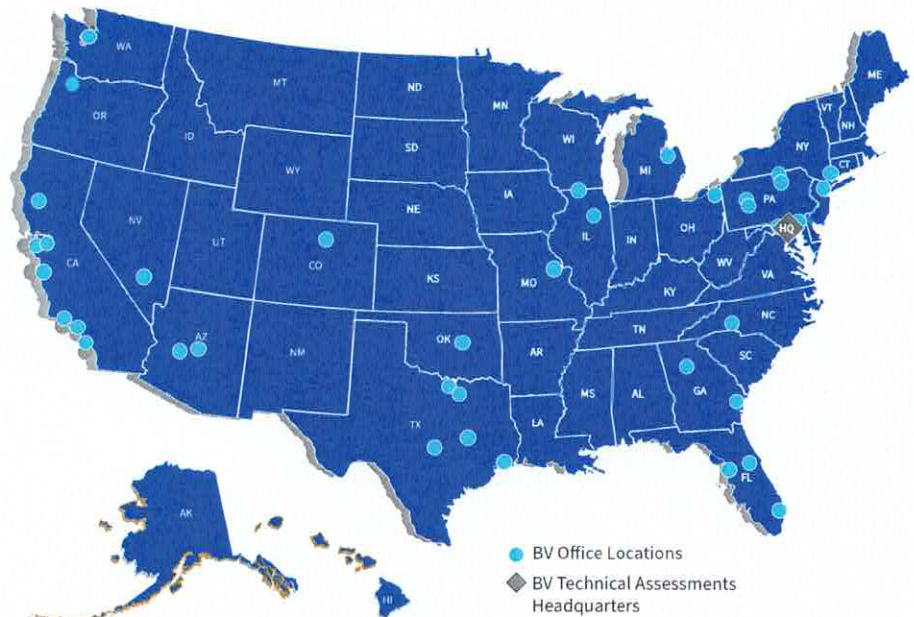 WA
MT
ND
MN
ME
VT
NH
OR
ID
WI
NY
SD
MI
CT
WY
IA
PA
NE
NV
IL
IN
OH
HQ
UT
CO
WV
CA
KS
MO
VA
KY
NC
TN
AZ
OK
NM
AR
SC
MS
AL
GA
TX
LA
FL
AK
HI
BV Office Locations
BV Technical Assessments
Headquarters